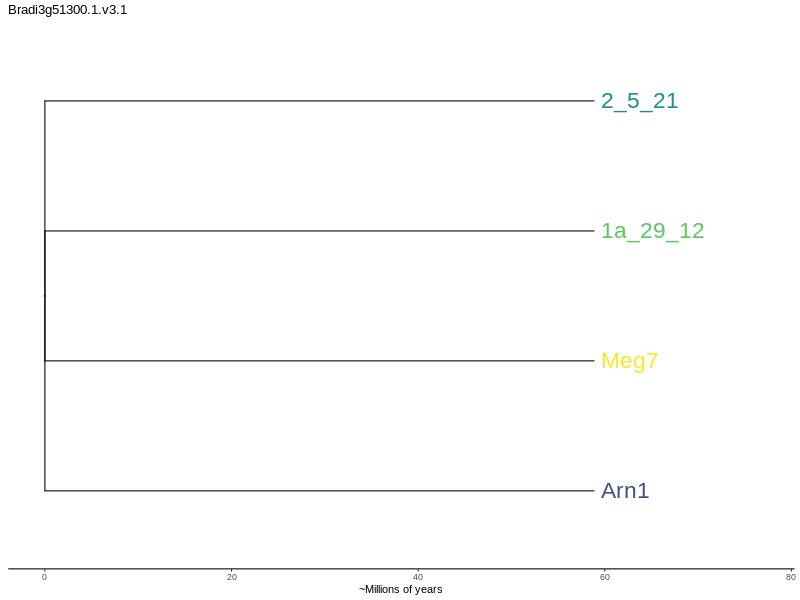 Bradi3g51300.1.v3.1
2_5_21
1a_29_12
Meg7
Arn1
0 20 40 60 80
~Millions of years